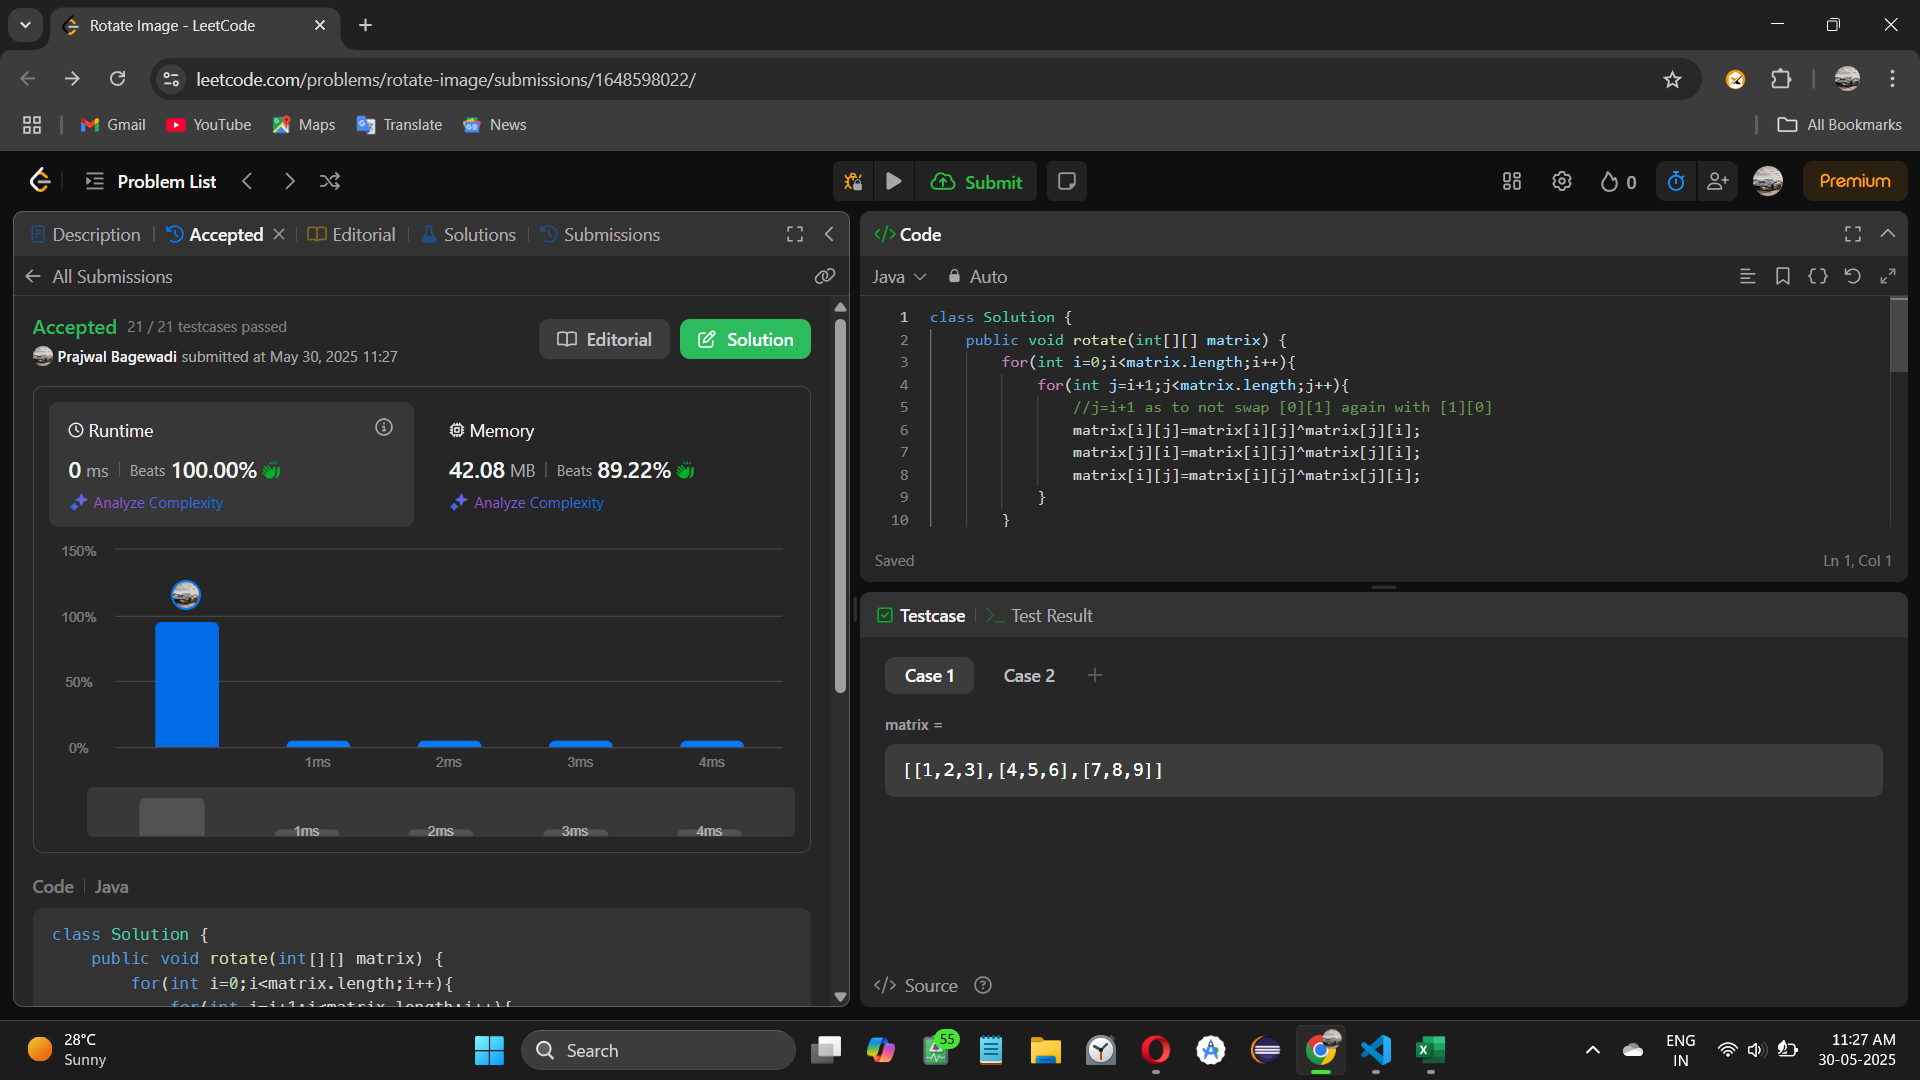 Rotate Image - LeetCode
leetcode.com/problems/rotate-image/submissions/1648598022/
Gmail YouTube Maps Translate News All Bookmarks
Problem List Submit 0 Premium
Description Accepted Editorial Solutions Submissions
All Submissions
Accepted 21 / 21 testcases passed
Prajwal Bagewadi submitted at May 30, 2025 11:27
Editorial Solution
Runtime
0 ms Beats 100.00%
Analyze Complexity
Memory
42.08 MB Beats 89.22%
Analyze Complexity
150%
100%
50%
0%
1ms 2ms 3ms 4ms
1ms 2ms 3ms 4ms
Code Java
class Solution {
public void rotate(int[][] matrix) {
for(int i=0;i<matrix.length;i++){
for(int j=i+1;j<matrix.length;j++){
</> Code
Java Auto
1 class Solution {
2 public void rotate(int[][] matrix) {
3 for(int i=0;i<matrix.length;i++){
4 for(int j=i+1;j<matrix.length;j++){
5 //j=i+1 as to not swap [0][1] again with [1][0]
6 matrix[i][j]=matrix[i][j]^matrix[j][i];
7 matrix[j][i]=matrix[i][j]^matrix[j][i];
8 matrix[i][j]=matrix[i][j]^matrix[j][i];
9 }
10 }
Saved Ln 1, Col 1
Testcase Test Result
Case 1 Case 2
matrix =
[[1,2,3],[4,5,6],[7,8,9]]
</> Source
28°C
Sunny
Search
55
ENG
IN
11:27 AM
30-05-2025